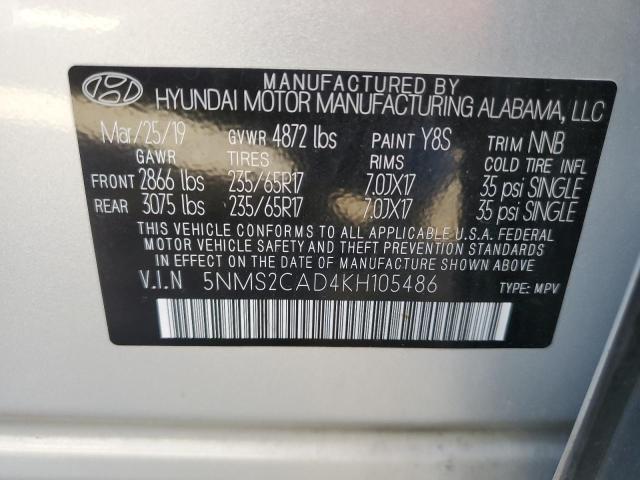 MANUFACTURED BY
HYUNDAI MOTOR MANUFACTURING ALABAMA, LLC
Mar/25/19 GVWR 4872 lbs PAINT Y8S TRIM NNB
GAWR TIRES RIMS COLD TIRE INFL
FRONT 2866 lbs 235/65R17 7.0JX17 35 psi SINGLE
REAR 3075 lbs 235/65R17 7.0JX17 35 psi SINGLE
THIS VEHICLE CONFORMS TO ALL APPLICABLE U.S.A. FEDERAL
MOTOR VEHICLE SAFETY AND THEFT PREVENTION STANDARDS
IN EFFECT ON THE DATE OF MANUFACTURE SHOWN ABOVE.
V.I.N 5NMS2CAD4KH105486 TYPE: MPV